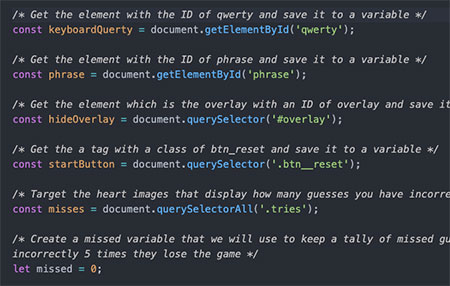 /* Get the element with the ID of qwerty and save it to a variable */
const keyboardQuerty = document.getElementById('qwerty');
/* Get the element with the ID of phrase and save it to a variable */
const phrase = document.getElementById('phrase');
/* Get the element which is the overlay with an ID of overlay and save it
const hideOverlay = document.querySelector('#overlay');
/* Get the a tag with a class of btn_reset and save it to a variable */
const startButton = document.querySelector('.btn__reset');
/* Target the heart images that display how many guesses you have incorre
const misses = document.querySelectorAll('.tries');
/* Create a missed variable that we will use to keep a tally of missed gu
incorrectly 5 times they lose the game */
let missed = 0;